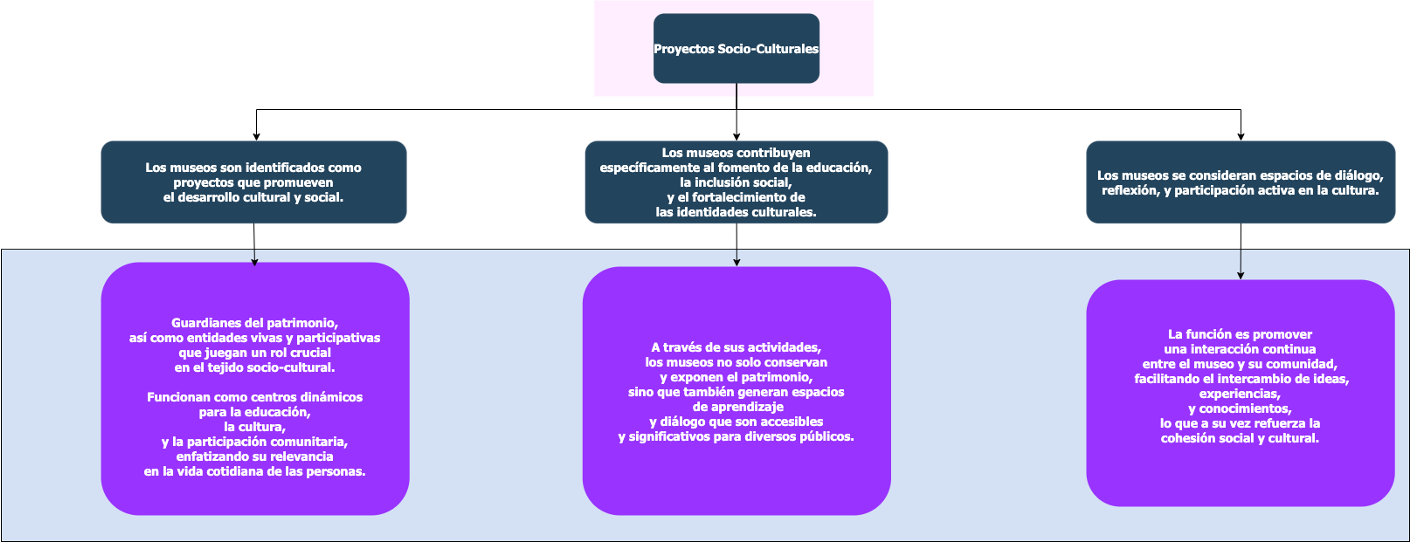 Proyectos Socio-Culturales
Los museos son identificados como
proyectos que promueven
el desarrollo cultural y social.
Los museos contribuyen
específicamente al fomento de la educación,
la inclusión social,
y el fortalecimiento de
las identidades culturales.
Los museos se consideran espacios de diálogo,
reflexión, y participación activa en la cultura.
Guardianes del patrimonio,
así como entidades vivas y participativas
que juegan un rol crucial
en el tejido socio-cultural.
Funcionan como centros dinámicos
para la educación,
la cultura,
y la participación comunitaria,
enfatizando su relevancia
en la vida cotidiana de las personas.
A través de sus actividades,
los museos no solo conservan
y exponen el patrimonio,
sino que también generan espacios
de aprendizaje
y diálogo que son accesibles
y significativos para diversos públicos.
La función es promover
una interacción continua
entre el museo y su comunidad,
facilitando el intercambio de ideas,
experiencias,
y conocimientos,
lo que a su vez refuerza la
cohesión social y cultural.